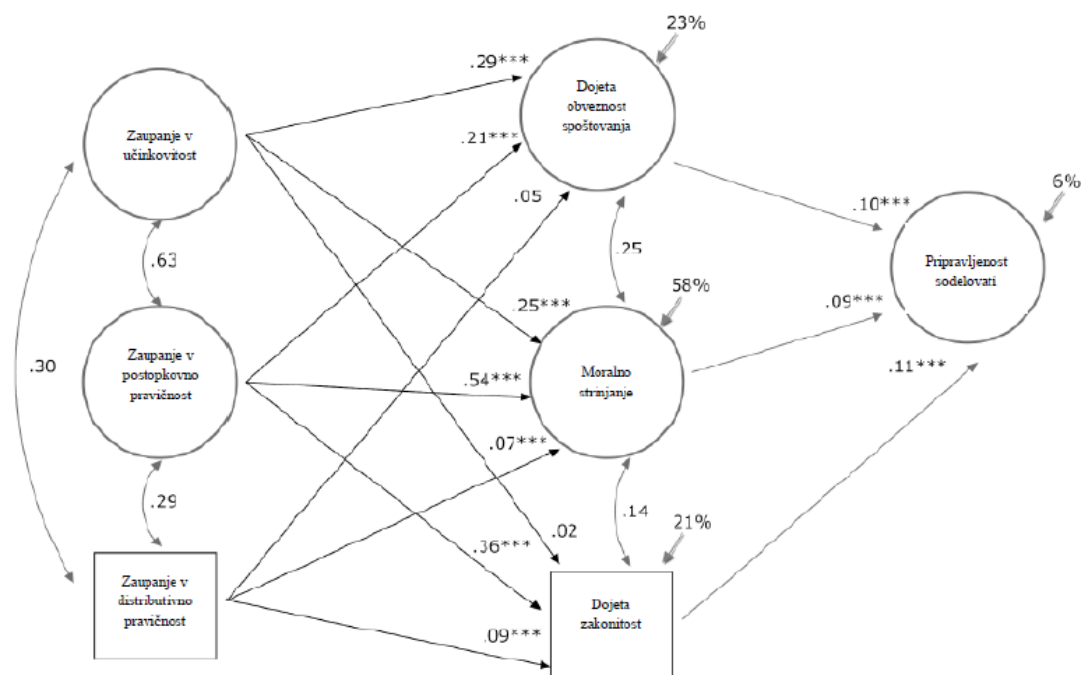 23%
.29***
Dojeta
obveznost
spoštovanja
Zaupanje v
učinkovitost
.21***
.05
6%
.10***
.63
.25
Pripravljenost
sodelovati
58%
.25***
.09***
.30
Zaupanje v
postopkovno
pravičnost
.54***
Moralno
strinjanje
.11***
.07***
.29
.14
21%
.36***
.02
Zaupanje v
distributivno
pravičnost
Dojeta
zakonitost
.09***